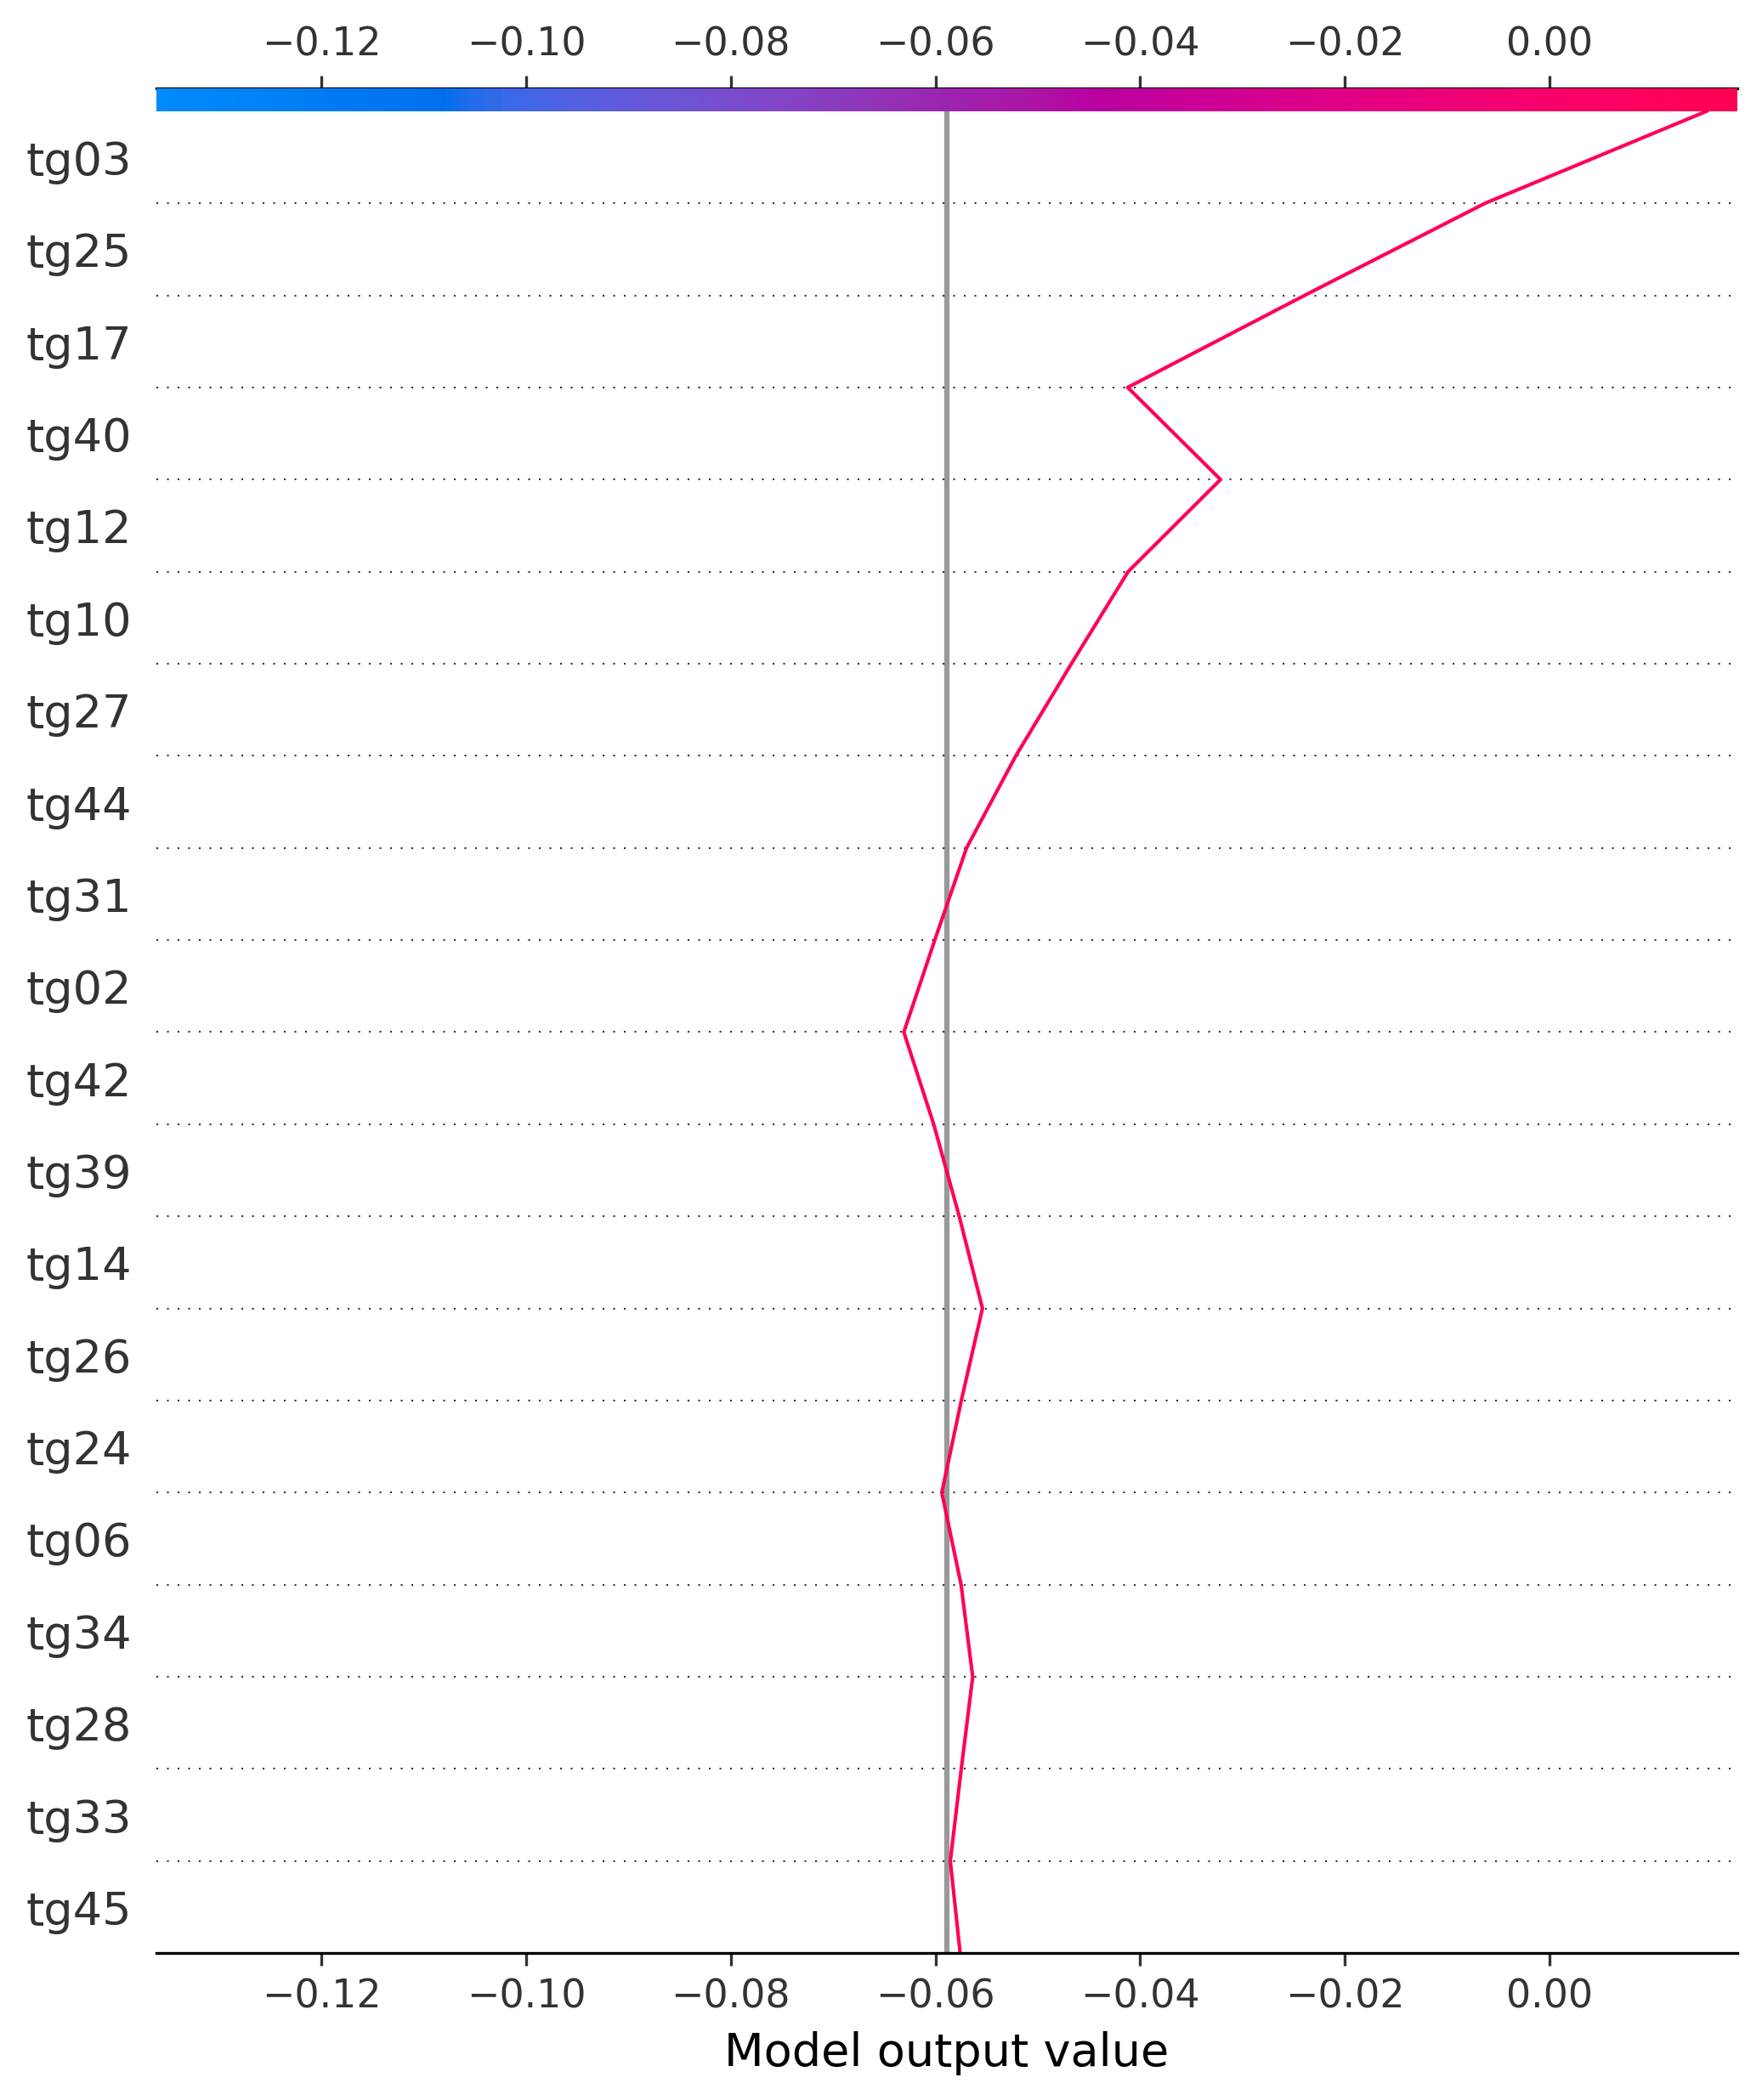 −0.12 −0.10 −0.08 −0.06 −0.04 −0.02 0.00
tg03
tg25
tg17
tg40
tg12
tg10
tg27
tg44
tg31
tg02
tg42
tg39
tg14
tg26
tg24
tg06
tg34
tg28
tg33
tg45
−0.12 −0.10 −0.08 −0.06 −0.04 −0.02 0.00
Model output value